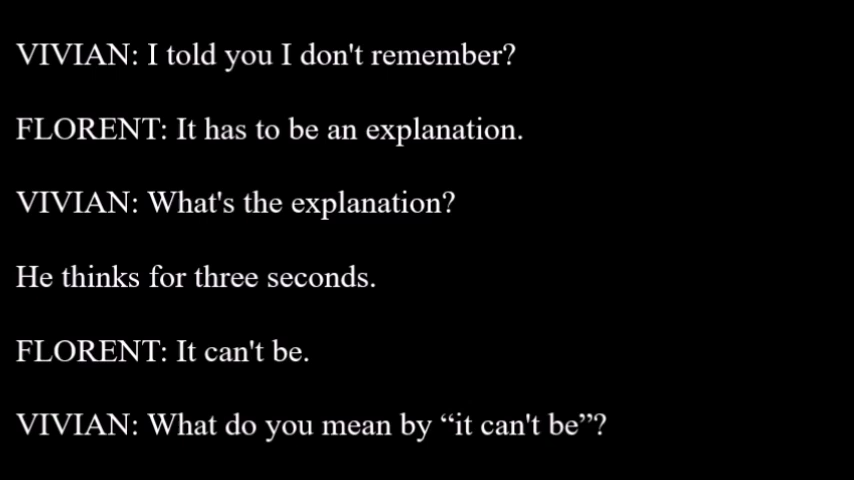 VIVIAN: I told you I don't remember?
FLORENT: It has to be an explanation.
VIVIAN: What's the explanation?
He thinks for three seconds.
FLORENT: It can't be.
VIVIAN: What do you mean by “it can't be”?